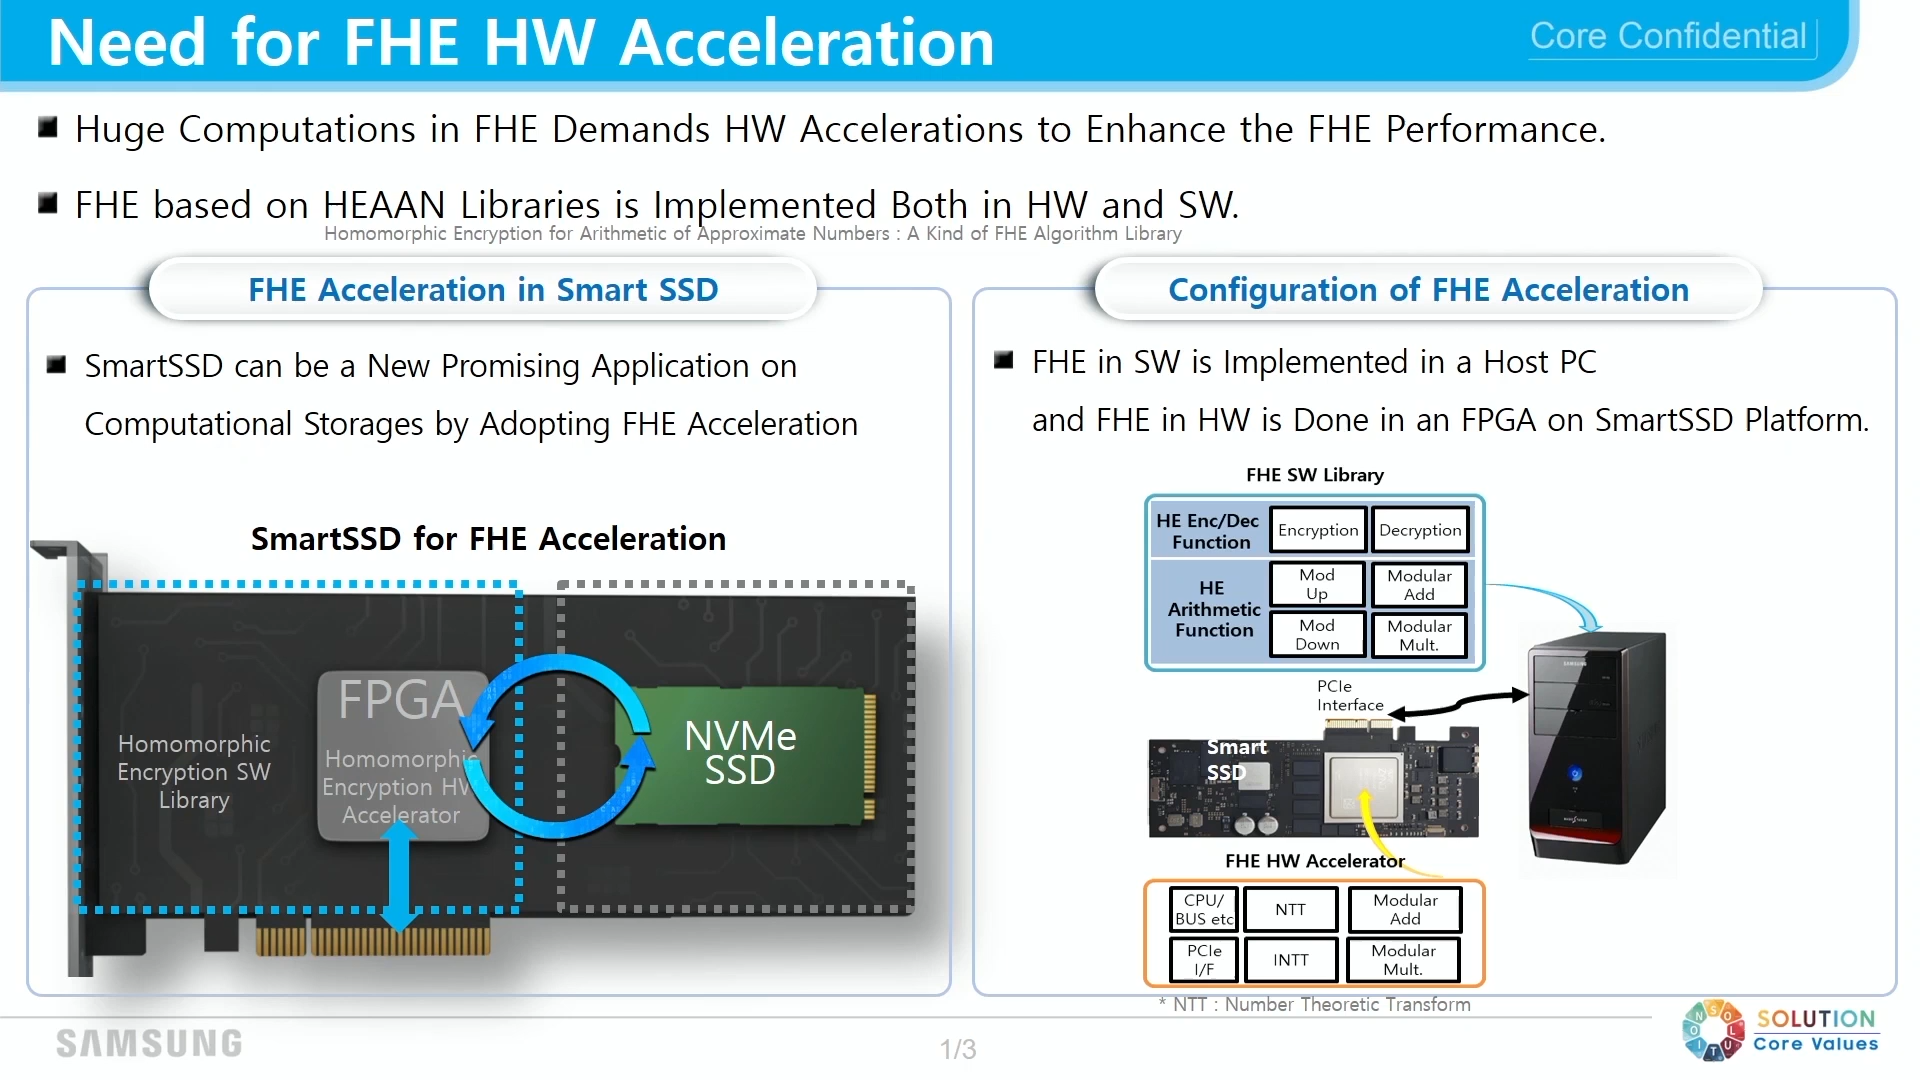 Need for FHE HW Acceleration
Core Confidential
Huge Computations in FHE Demands HW Accelerations to Enhance the FHE Performance.
FHE based on HEAAN Libraries is Implemented Both in HW and SW.
Homomorphic Encryption for Arithmetic of Approximate Numbers : A Kind of FHE Algorithm Library
FHE Acceleration in Smart SSD
SmartSSD can be a New Promising Application on
Computational Storages by Adopting FHE Acceleration
SmartSSD for FHE Acceleration
Homomorphic
Encryption SW
Library
FPGA
Homomorphic
Encryption HW
Accelerator
NVMe
SSD
Configuration of FHE Acceleration
FHE in SW is Implemented in a Host PC
and FHE in HW is Done in an FPGA on SmartSSD Platform.
FHE SW Library
HE Enc/Dec
Function
Encryption
Decryption
HE
Arithmetic
Function
Mod
Up
Modular
Add
Mod
Down
Modular
Mult.
PCIe
Interface
Smart
SSD
SAMSUNG
FHE HW Accelerator
CPU/
BUS etc
NTT
Modular
Add
PCIe
I/F
INTT
Modular
Mult.
* NTT : Number Theoretic Transform
SAMSUNG
1/3
SOLUTION
SOLUTION
Core Values